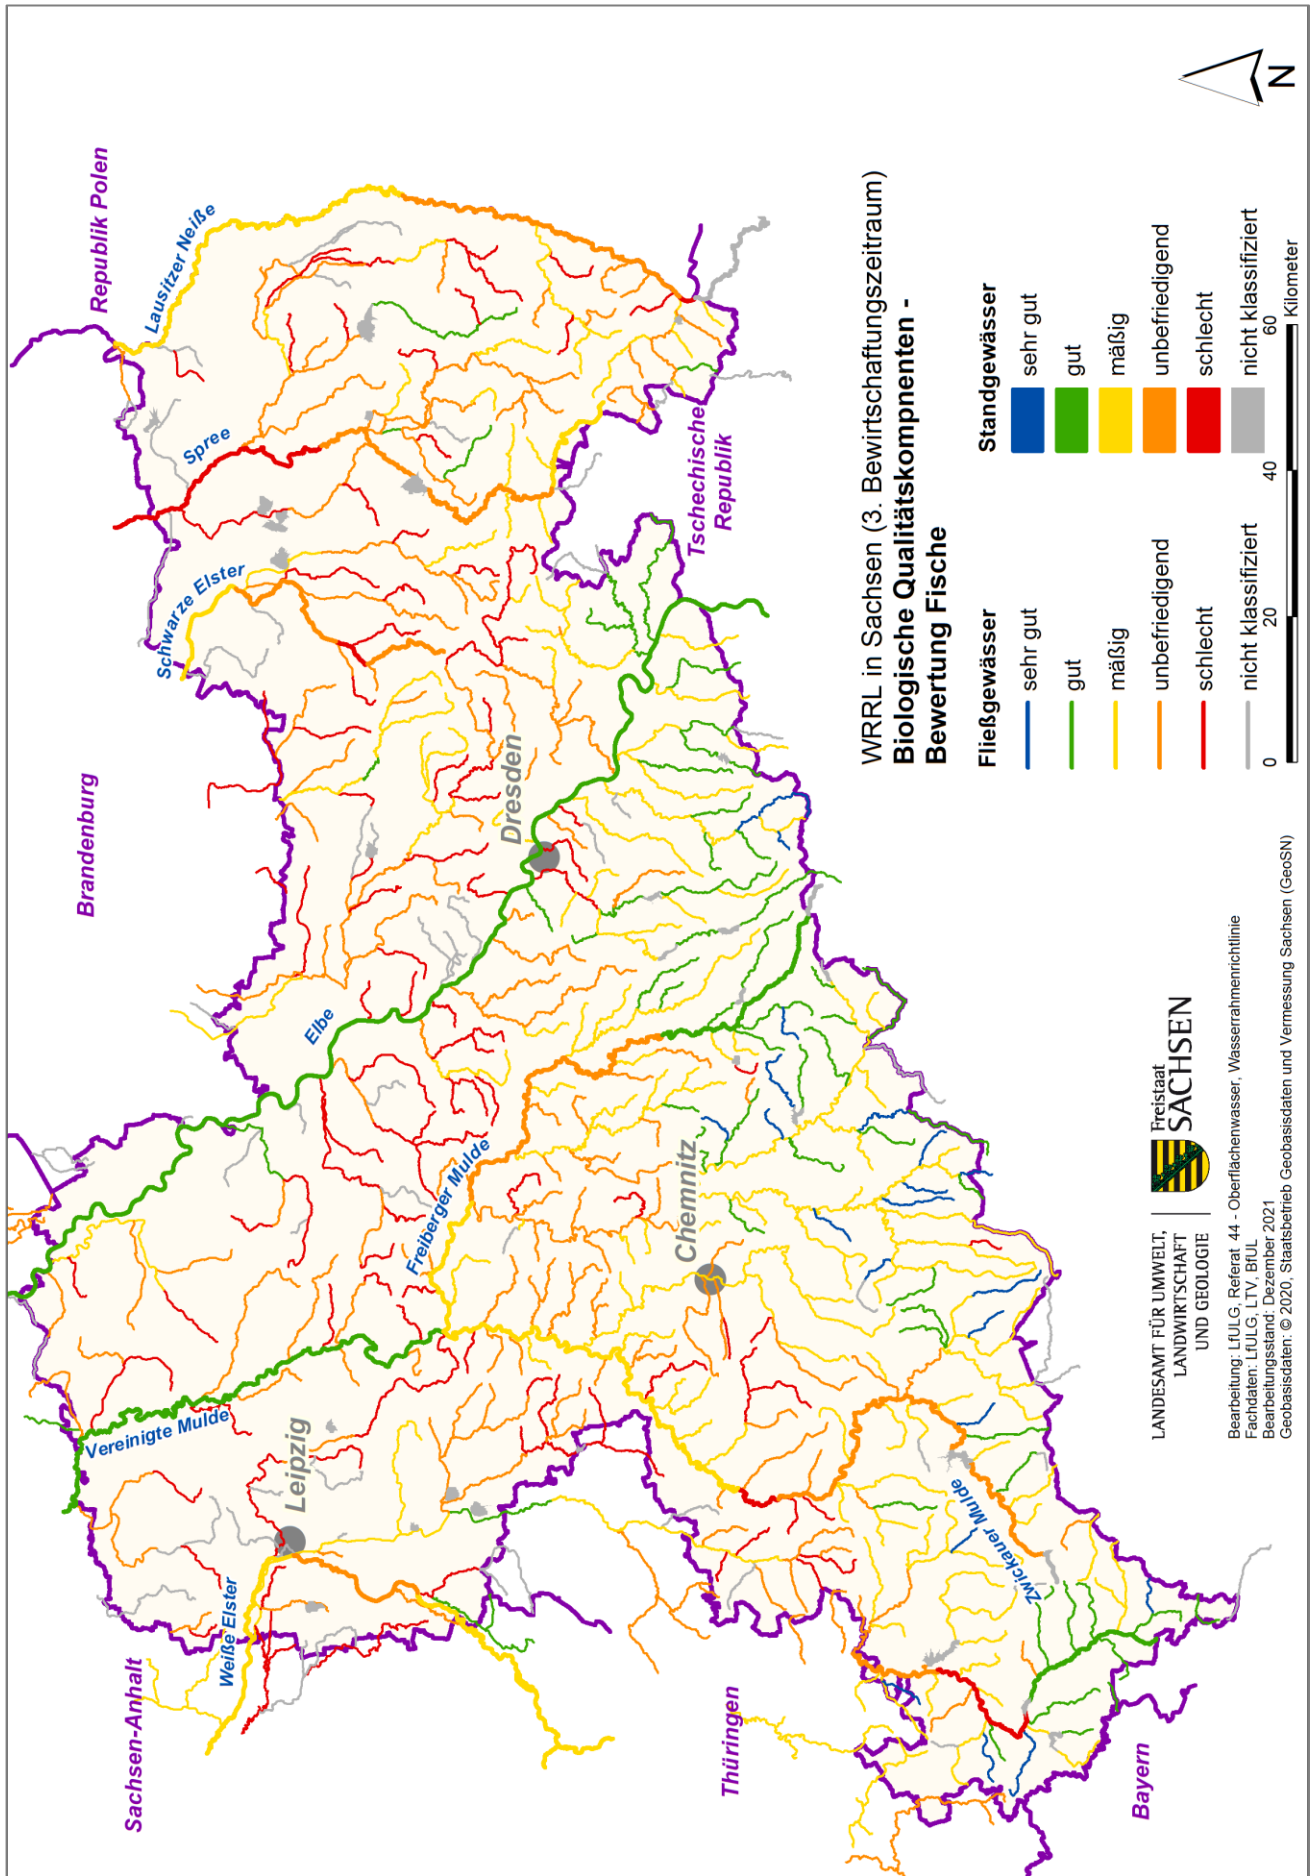 WRRL in Sachsen (3. Bewirtschaftungszeitraum)
Biologische Qualitätskompnenten -
Bewertung Fische
Fließgewässer
sehr gut
gut
mäßig
unbefriedigend
schlecht
nicht klassifiziert
Standgewässer
sehr gut
gut
mäßig
unbefriedigend
schlecht
nicht klassifiziert
0
20
40
60
Kilometer
N
Sachsen-Anhalt
Brandenburg
Republik Polen
Tschechische
Republik
Thüringen
Bayern
Weiße Elster
Vereinigte Mulde
Freiberger Mulde
Zwickauer Mulde
Elbe
Schwarze Elster
Spree
Lausitzer Neiße
Leipzig
Chemnitz
Dresden
LANDESAMT FÜR UMWELT,
LANDWIRTSCHAFT
UND GEOLOGIE
Freistaat
SACHSEN
Bearbeitung: LfULG, Referat 44 - Oberflächenwasser, Wasserrahmenrichtlinie
Fachdaten: LfULG, LTV, BfUL
Bearbeitungsstand: Dezember 2021
Geobasisdaten: © 2020, Staatsbetrieb Geobasisdaten und Vermessung Sachsen (GeoSN)